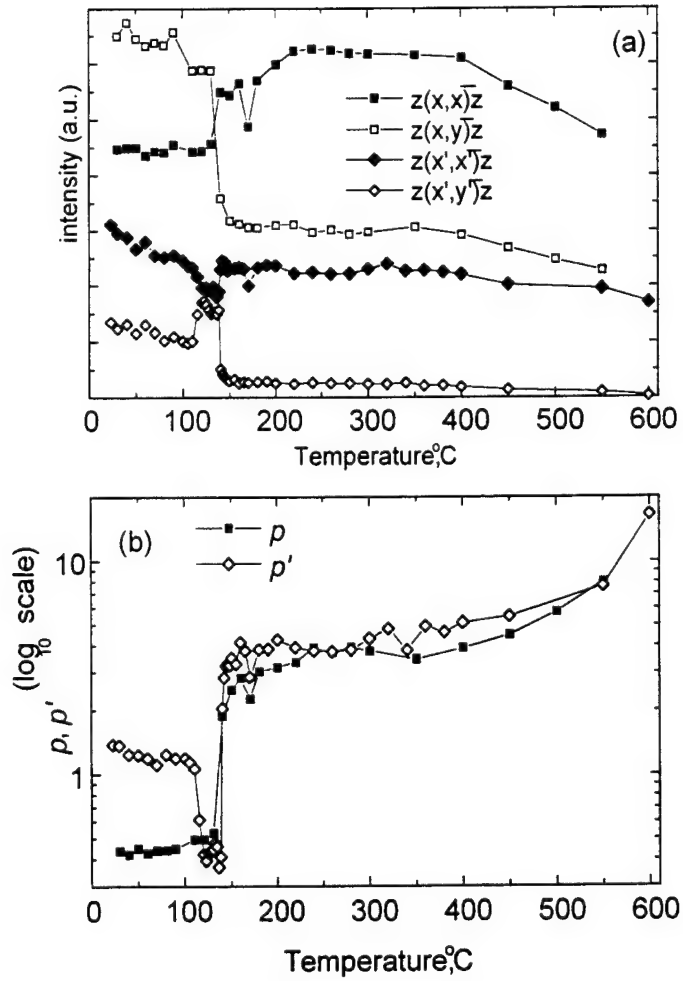 (a)
intensity (a.u.)
z(x,x)z̄
z(x,y)z̄
z(x',x')z̄
z(x',y')z̄
0 100 200 300 400 500 600
Temperature,°C
(b)
p
p'
p, p' (log₁₀ scale)
10
1
0 100 200 300 400 500 600
Temperature,°C